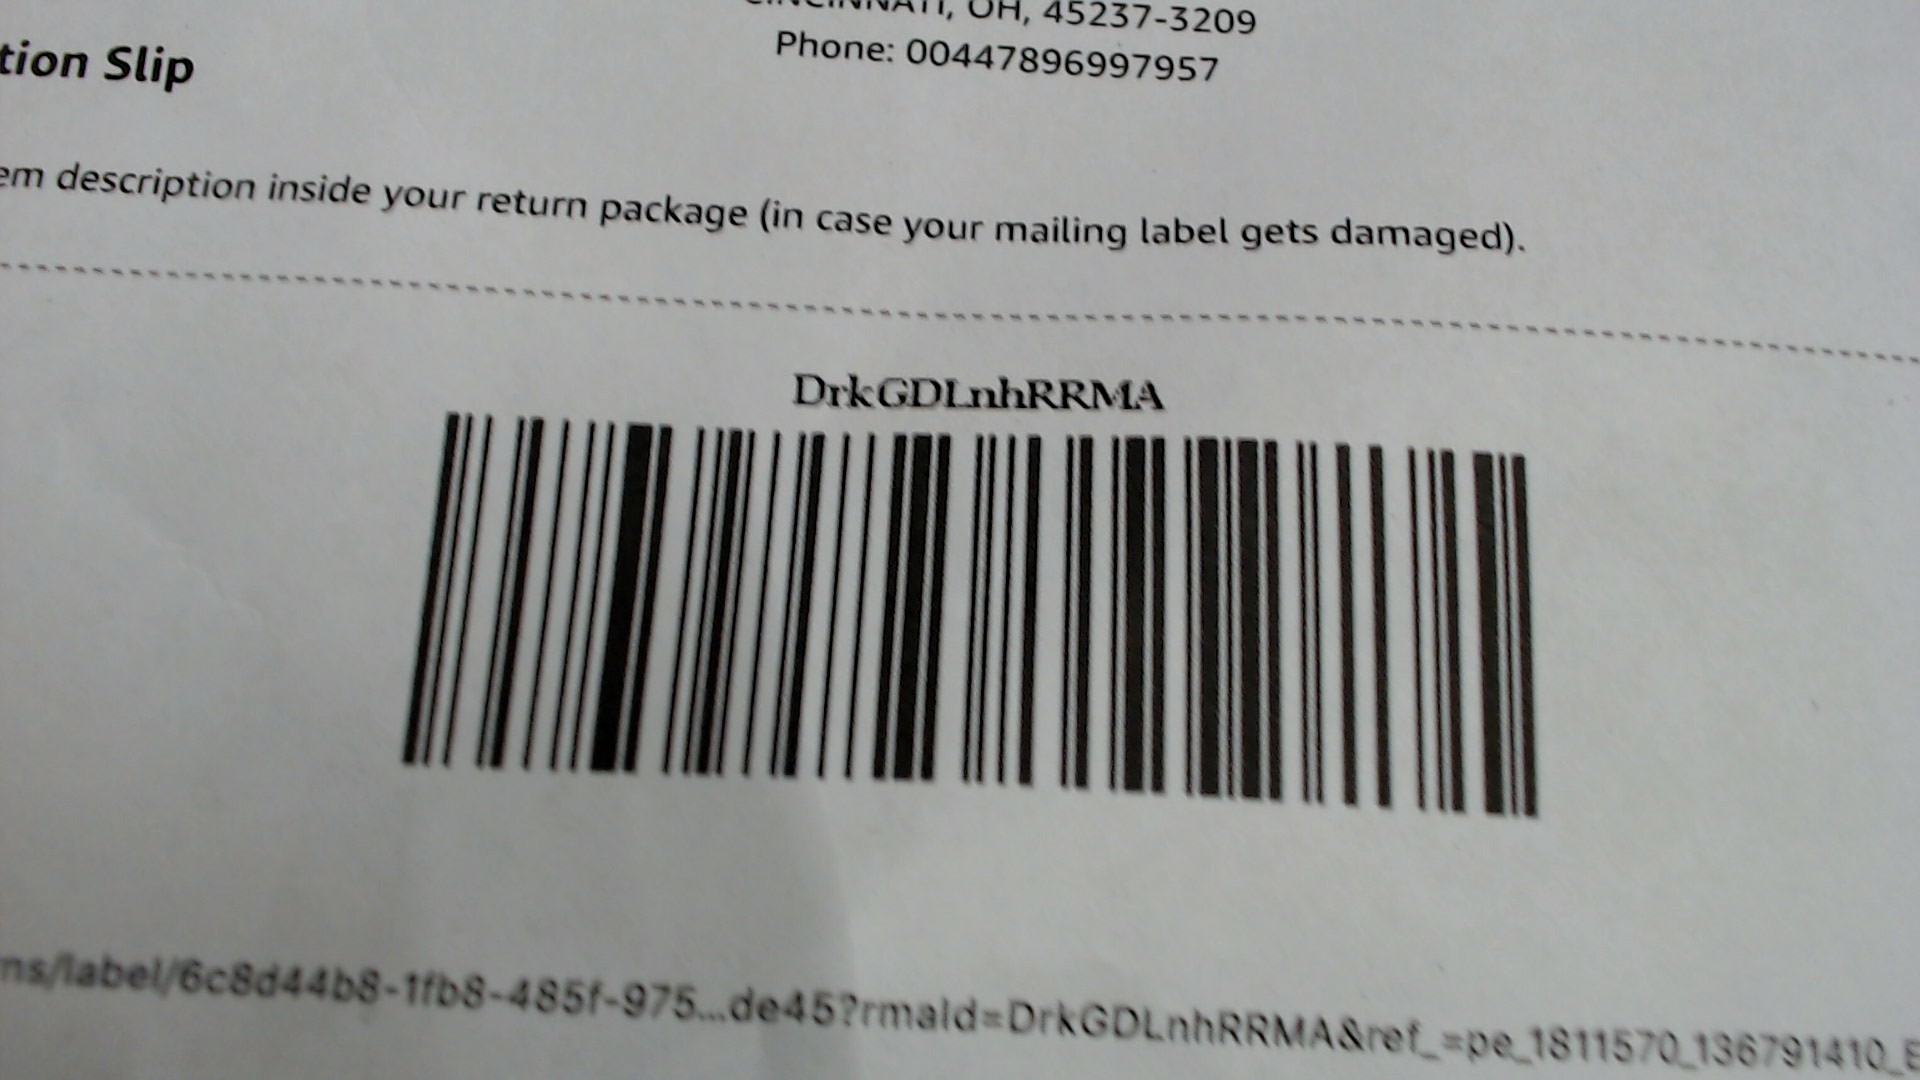 CINCINNATI, OH, 45237-3209
Phone: 00447896997957
tion Slip
em description inside your return package (in case your mailing label gets damaged).
DrkGDLnhRRMA
ns/label/6c8d44b8-1fb8-485f-975...de45?rmaId=DrkGDLnhRRMA&ref_=pe_1811570_136791410_E